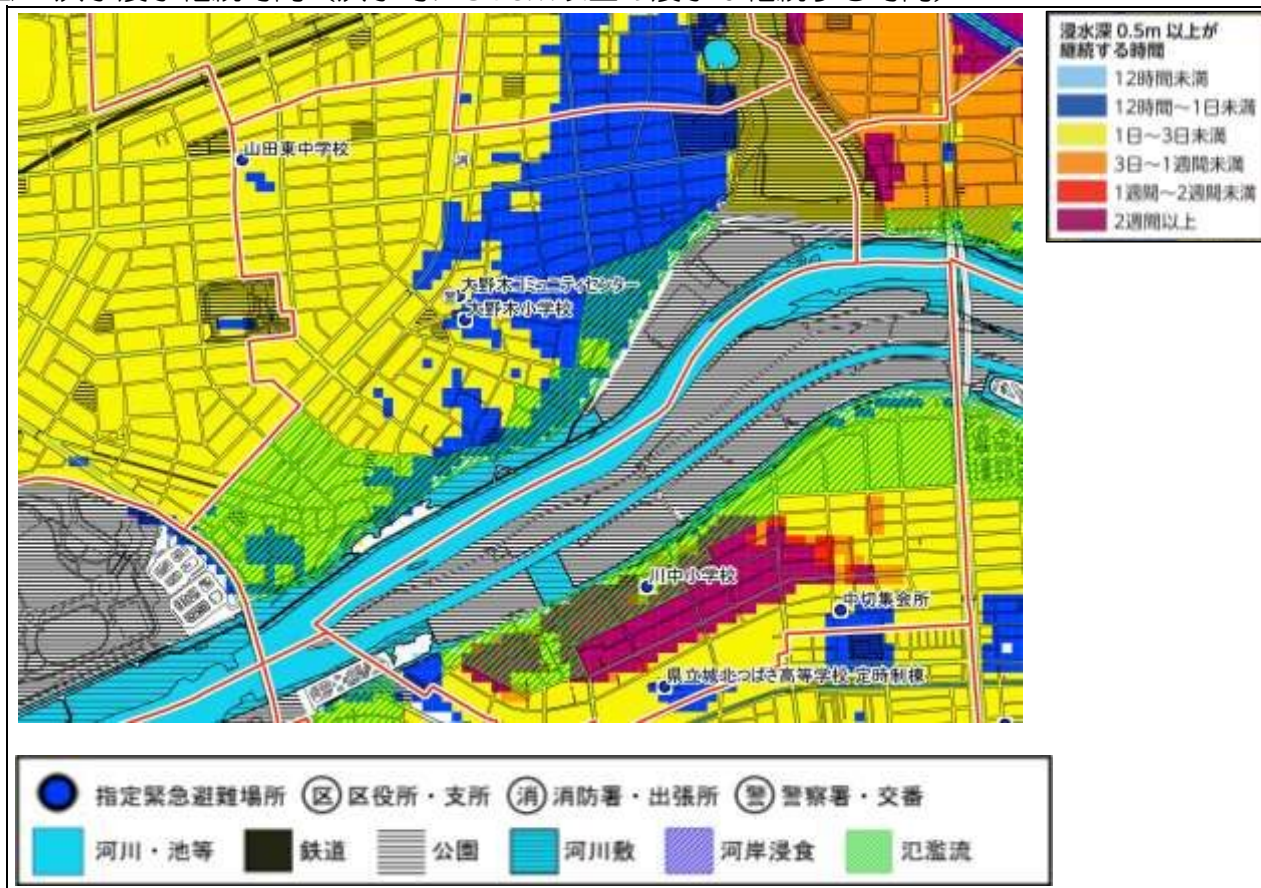 浸水深 0.5m 以上が
継続する時間
12時間未満
12時間～1日未満
1日～3日未満
3日～1週間未満
1週間～2週間未満
2週間以上
山田東中学校
消
大野木コミュニティセンター
大野木小学校
川中小学校
中切集会所
県立城北つばさ高等学校・定時制棟
指定緊急避難場所 区 区役所・支所 消 消防署・出張所 警 警察署・交番
河川・池等 鉄道 公園 河川敷 河岸浸食 氾濫流